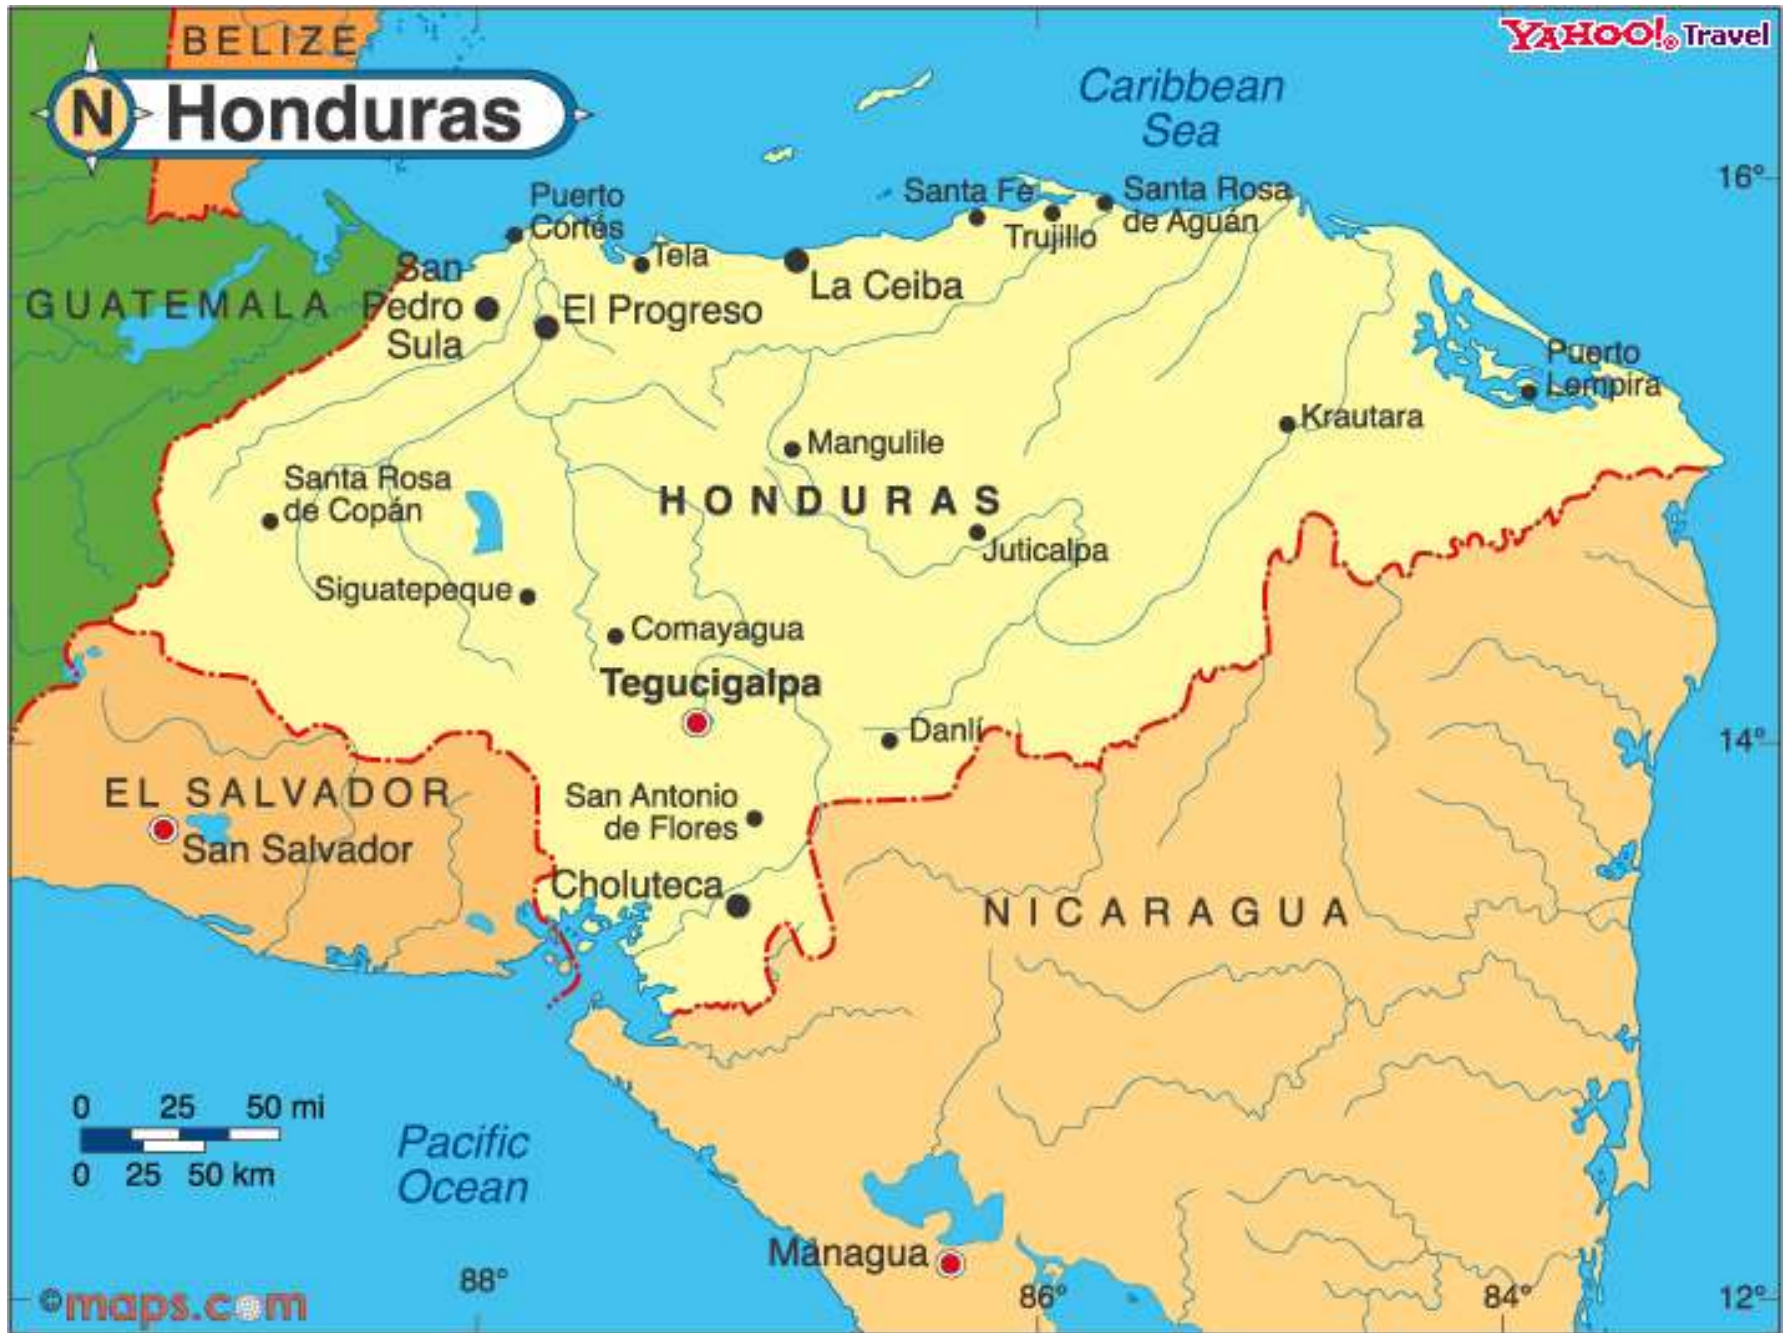 BELIZE
YAHOO!® Travel
N Honduras
Caribbean
Sea
16°
Puerto
Cortés
Santa Fe
Santa Rosa
de Aguán
Trujillo
Tela
La Ceiba
San
Pedro
Sula
El Progreso
GUATEMALA
Puerto
Lempira
Krautara
Mangulile
HONDURAS
Santa Rosa
de Copán
Juticalpa
Siguatepeque
Comayagua
Tegucigalpa
Danlí
14°
EL SALVADOR
San Salvador
San Antonio
de Flores
Choluteca
NICARAGUA
0 25 50 mi
0 25 50 km
Pacific
Ocean
Managua
88°
86°
84°
12°
©maps.com